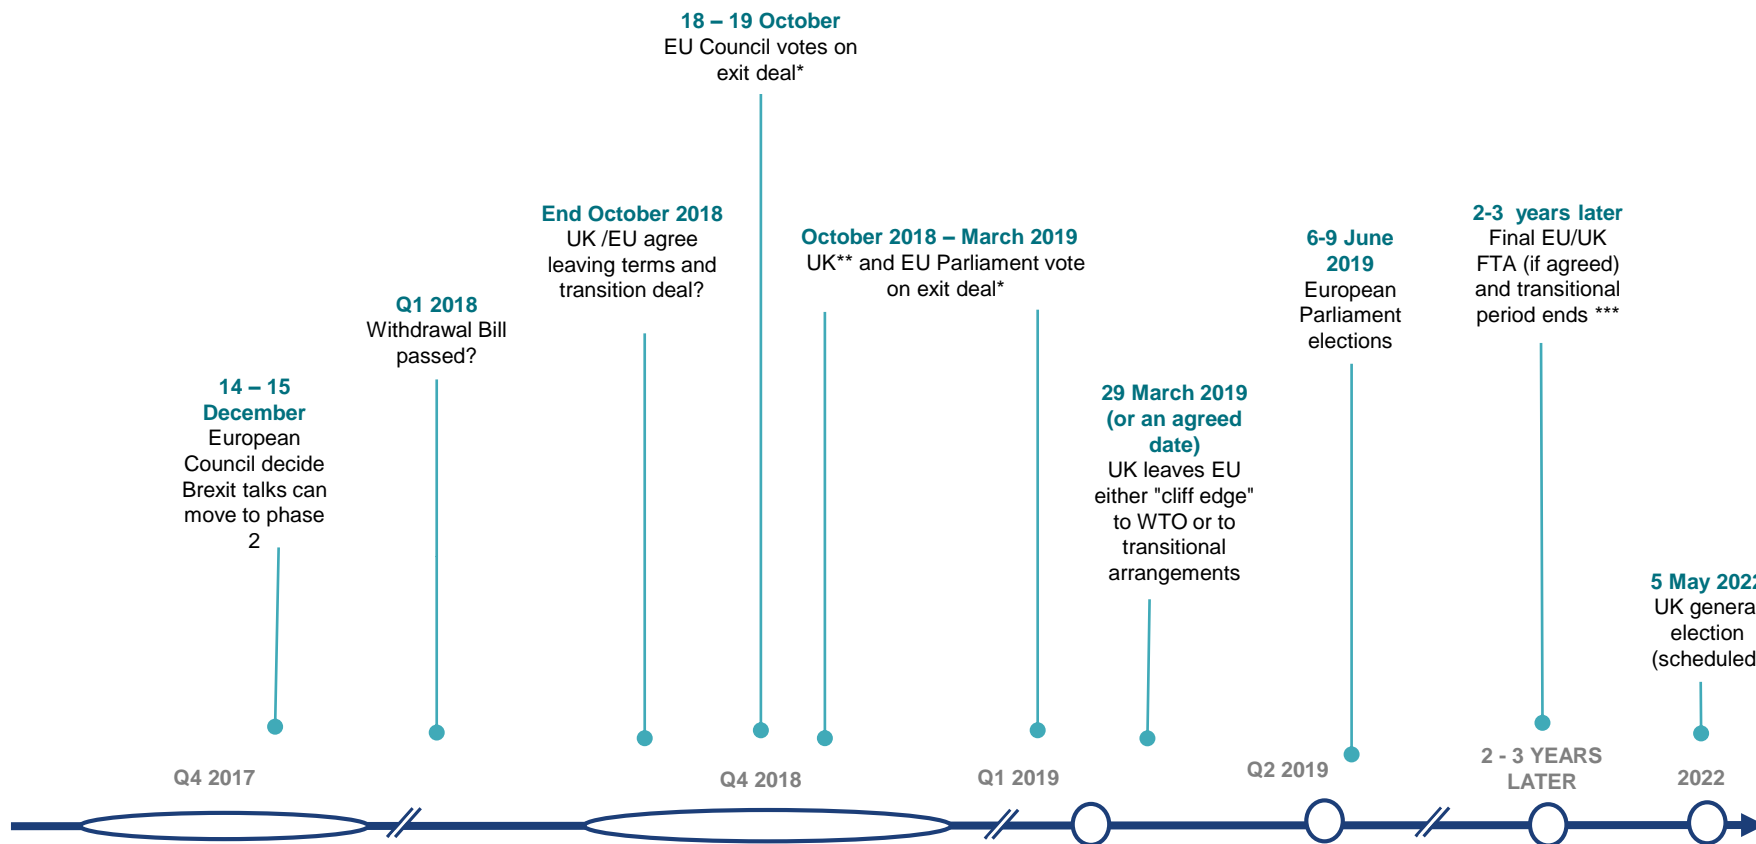 18 – 19 October
EU Council votes on
exit deal*
End October 2018
UK /EU agree
leaving terms and
transition deal?
October 2018 – March 2019
UK** and EU Parliament vote
on exit deal*
2-3 years later
Final EU/UK
FTA (if agreed)
and transitional
period ends ***
6-9 June
2019
European
Parliament
elections
Q1 2018
Withdrawal Bill
passed?
14 – 15
December
European
Council decide
Brexit talks can
move to phase
2
29 March 2019
(or an agreed
date)
UK leaves EU
either "cliff edge"
to WTO or to
transitional
arrangements
5 May 2022
UK genera
election
(scheduled
Q4 2017
Q4 2018
Q1 2019
Q2 2019
2 - 3 YEARS
LATER
2022